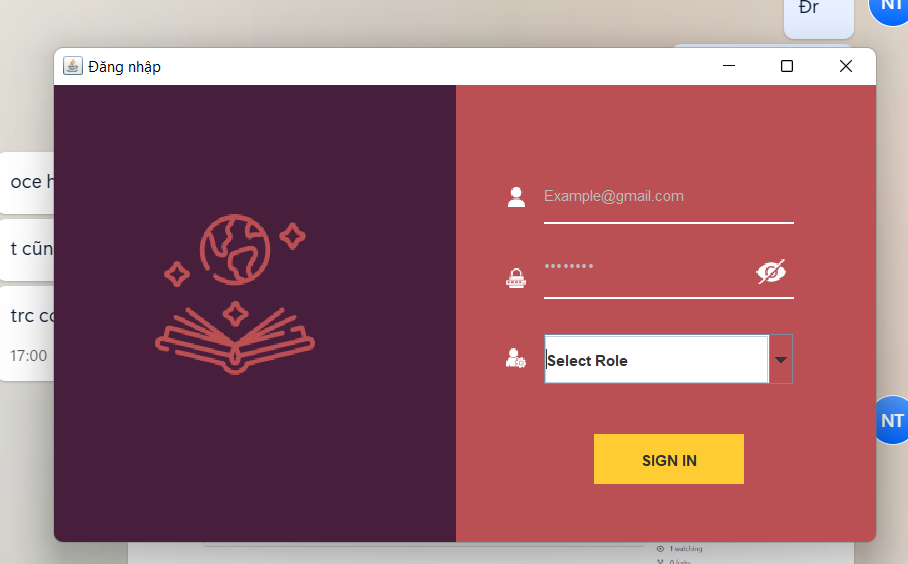 Đr
NT
Đăng nhập
oce h
t cũn
trc co
17:00
Example@gmail.com
Select Role
SIGN IN
NT
1 watching
0 forks